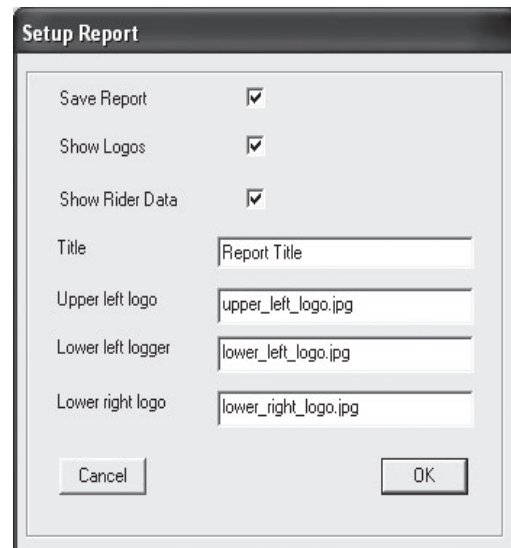 Setup Report
Save Report
Show Logos
Show Rider Data
Title Report Title
Upper left logo upper_left_logo.jpg
Lower left logger lower_left_logo.jpg
Lower right logo lower_right_logo.jpg
Cancel OK